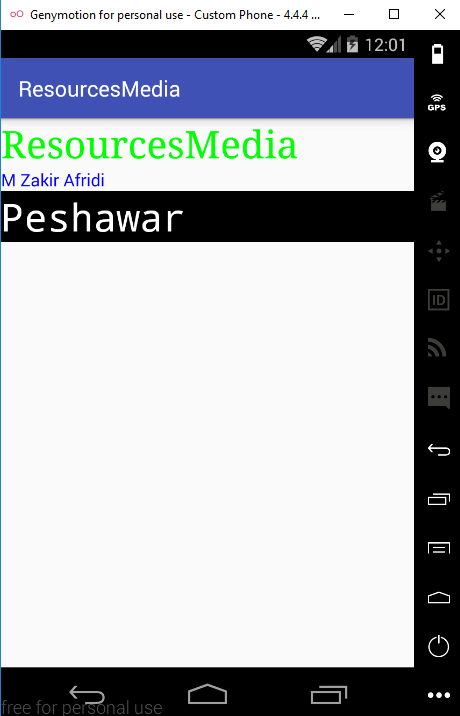 Genymotion for personal use - Custom Phone - 4.4.4 ...
12:01
ResourcesMedia
GPS
ResourcesMedia
M Zakir Afridi
Peshawar
ID
free for personal use